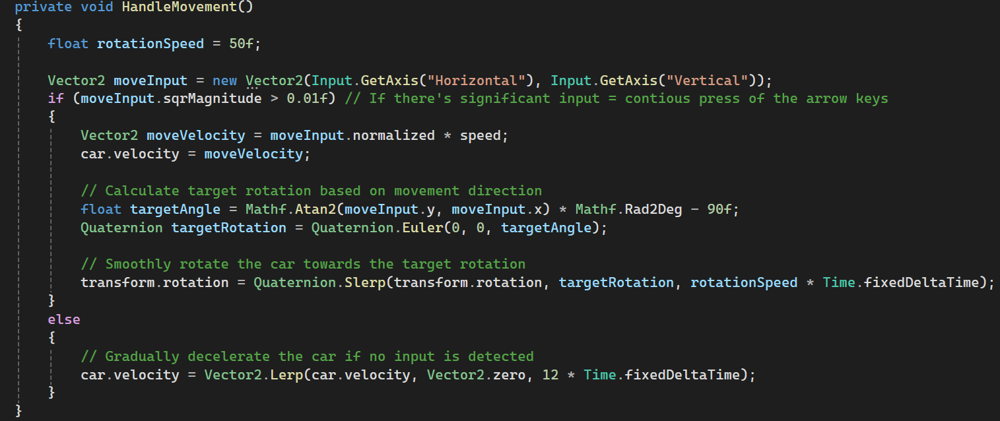 private void HandleMovement()
{
float rotationSpeed = 50f;
Vector2 moveInput = new Vector2(Input.GetAxis("Horizontal"), Input.GetAxis("Vertical"));
if (moveInput.sqrMagnitude > 0.01f) // If there's significant input = contious press of the arrow keys
{
Vector2 moveVelocity = moveInput.normalized * speed;
car.velocity = moveVelocity;
// Calculate target rotation based on movement direction
float targetAngle = Mathf.Atan2(moveInput.y, moveInput.x) * Mathf.Rad2Deg - 90f;
Quaternion targetRotation = Quaternion.Euler(0, 0, targetAngle);
// Smoothly rotate the car towards the target rotation
transform.rotation = Quaternion.Slerp(transform.rotation, targetRotation, rotationSpeed * Time.fixedDeltaTime);
}
else
{
// Gradually decelerate the car if no input is detected
car.velocity = Vector2.Lerp(car.velocity, Vector2.zero, 12 * Time.fixedDeltaTime);
}
}